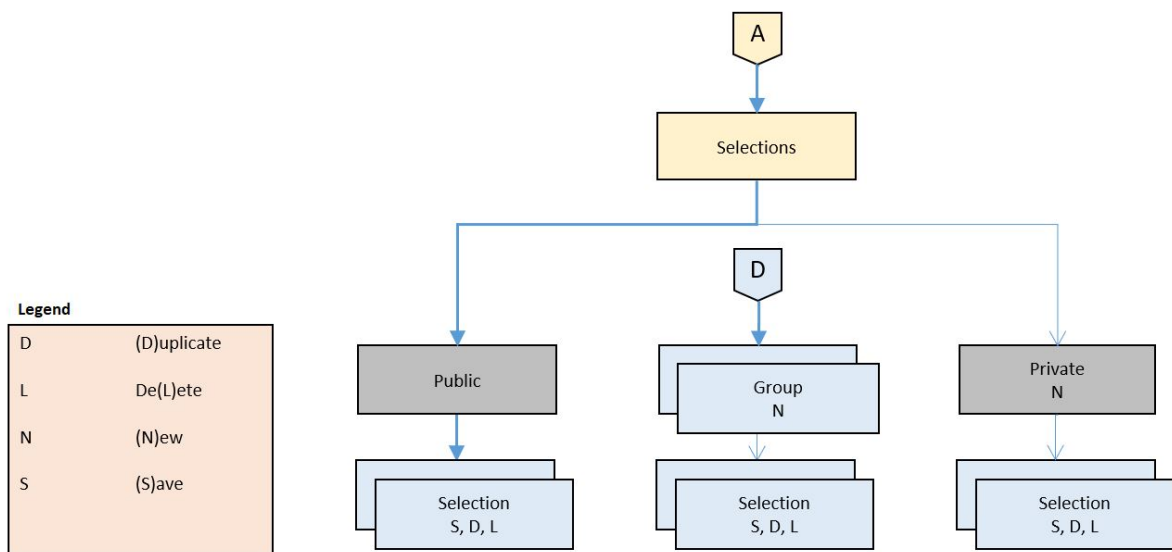 A
Selections
D
Legend
D (D)uplicate
L De(L)ete
N (N)ew
S (S)ave
Public
Group
N
Private
N
Selection
S, D, L
Selection
S, D, L
Selection
S, D, L